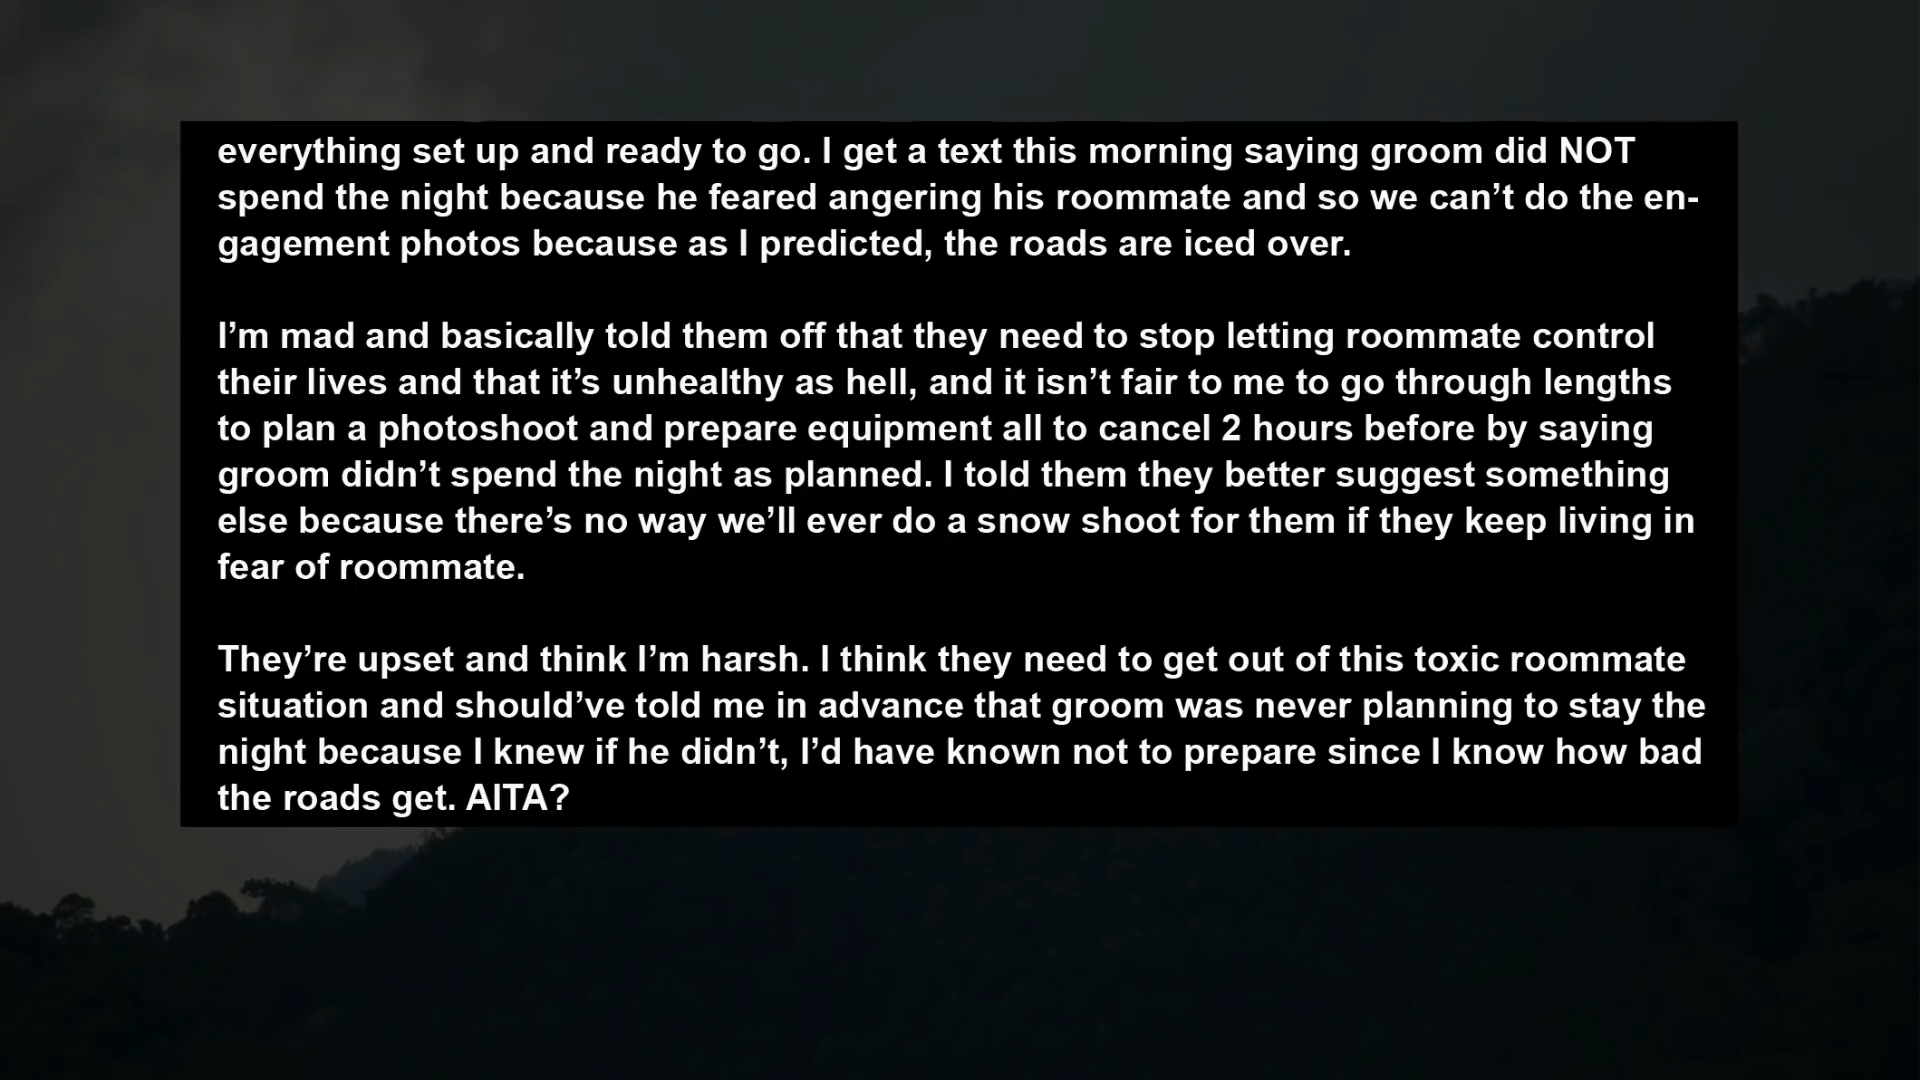 everything set up and ready to go. I get a text this morning saying groom did NOT
spend the night because he feared angering his roommate and so we can’t do the en-
gagement photos because as I predicted, the roads are iced over.
I’m mad and basically told them off that they need to stop letting roommate control
their lives and that it’s unhealthy as hell, and it isn’t fair to me to go through lengths
to plan a photoshoot and prepare equipment all to cancel 2 hours before by saying
groom didn’t spend the night as planned. I told them they better suggest something
else because there’s no way we’ll ever do a snow shoot for them if they keep living in
fear of roommate.
They’re upset and think I’m harsh. I think they need to get out of this toxic roommate
situation and should’ve told me in advance that groom was never planning to stay the
night because I knew if he didn’t, I’d have known not to prepare since I know how bad
the roads get. AITA?